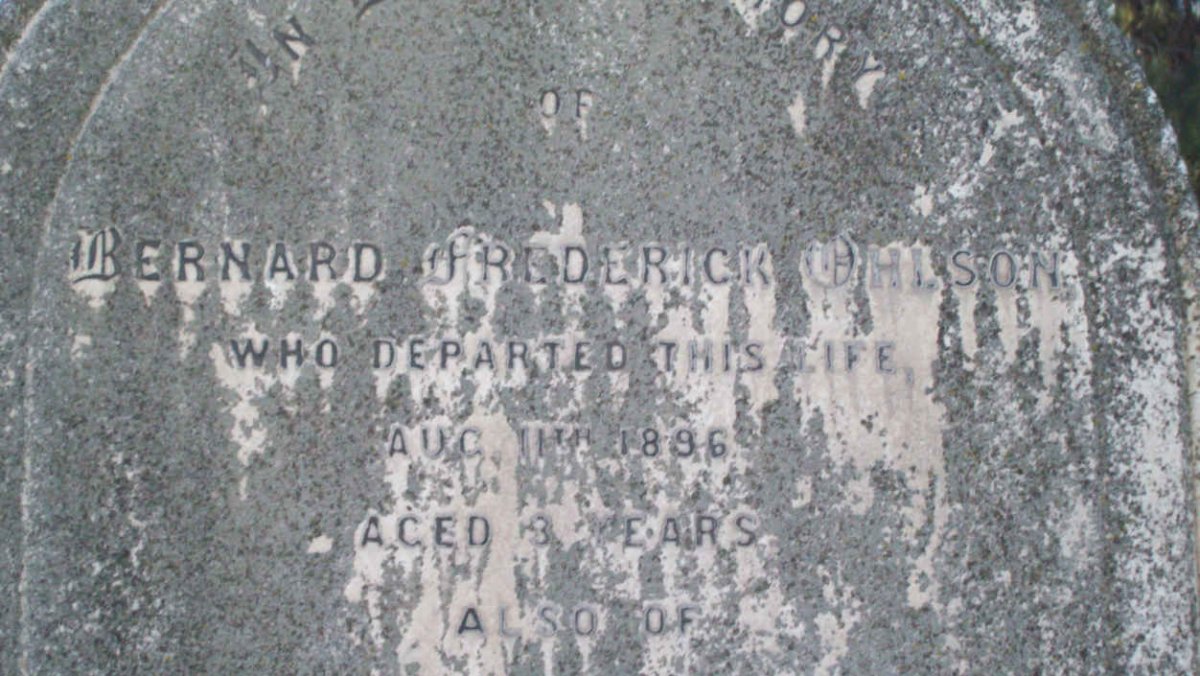 IN
OF
BERNARD FREDERICK OHLSON
WHO DEPARTED THIS LIFE,
AUG. 11TH 1896
AGED 3 YEARS
ALSO OF